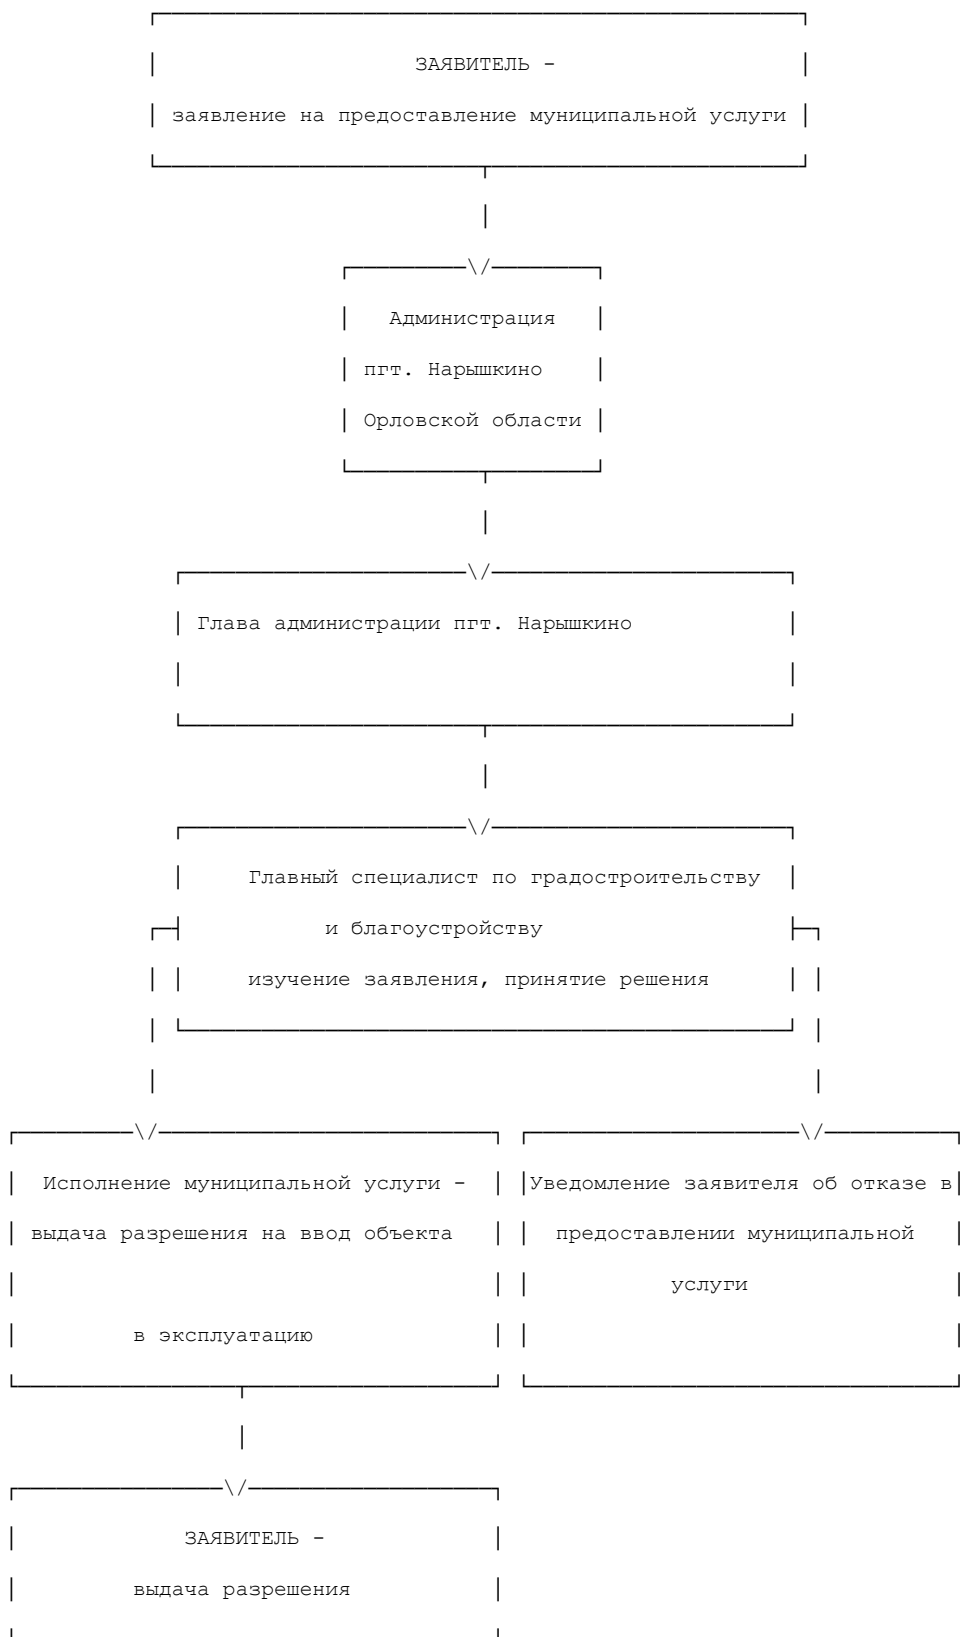 ЗАЯВИТЕЛЬ -
заявление на предоставление муниципальной услуги
Администрация
пгт. Нарышкино
Орловской области
Глава администрации пгт. Нарышкино
Главный специалист по градостроительству
и благоустройству
изучение заявления, принятие решения
Исполнение муниципальной услуги -
выдача разрешения на ввод объекта
в эксплуатацию
Уведомление заявителя об отказе в
предоставлении муниципальной
услуги
ЗАЯВИТЕЛЬ -
выдача разрешения